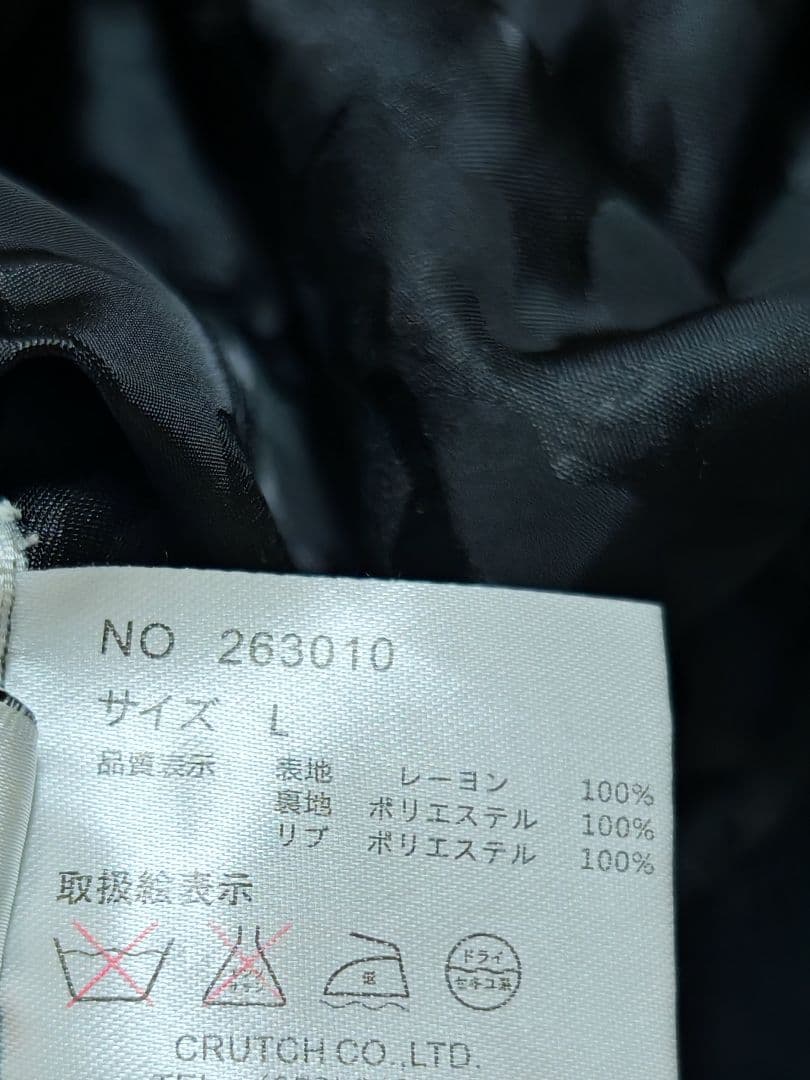 NO 263010
サイズ L
品質表示 表地 レーヨン 100%
裏地 ポリエステル 100%
リブ ポリエステル 100%
取扱絵表示
低 ドライ
セキユ系
CRUTCH CO.,LTD.